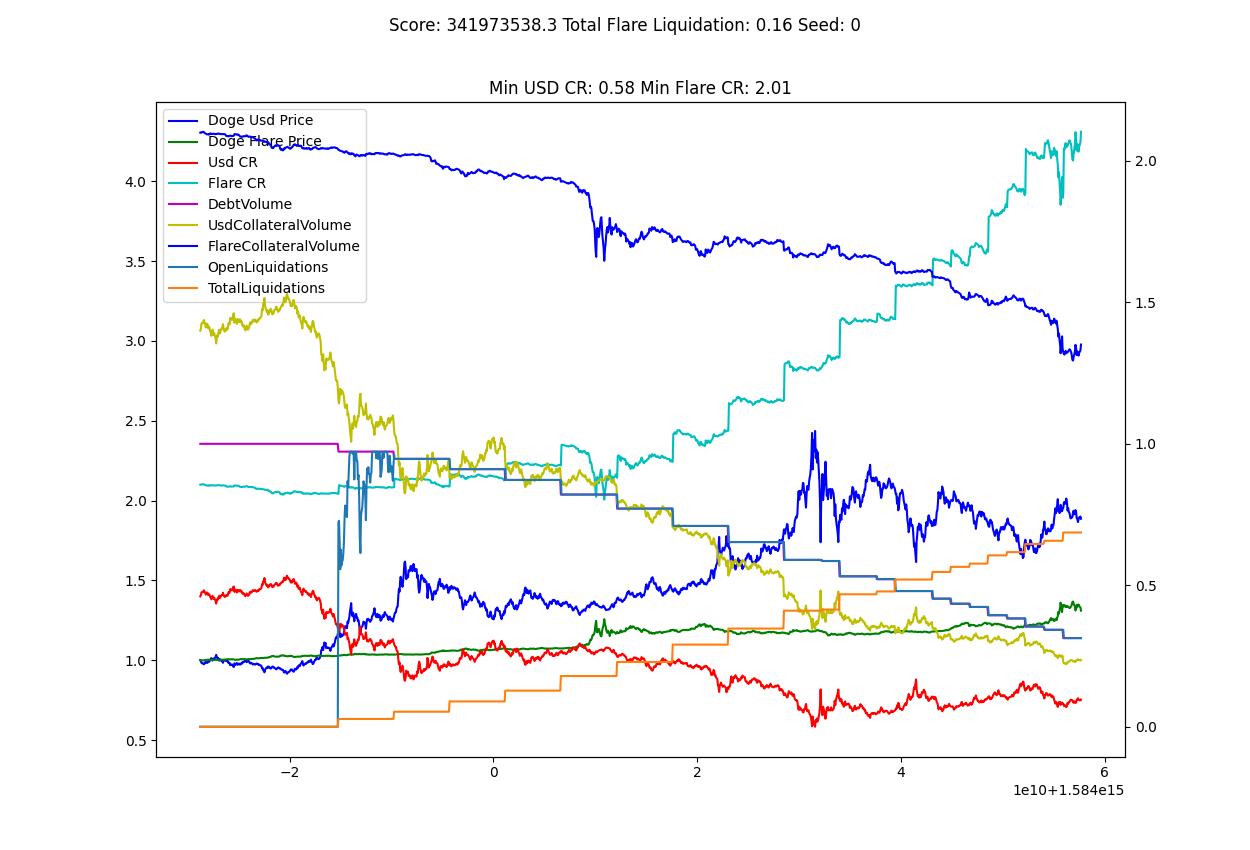 Score: 341973538.3 Total Flare Liquidation: 0.16 Seed: 0
Min USD CR: 0.58 Min Flare CR: 2.01
Doge Usd Price
Doge Flare Price
Usd CR
Flare CR
DebtVolume
UsdCollateralVolume
FlareCollateralVolume
OpenLiquidations
TotalLiquidations
4.0
3.5
3.0
2.5
2.0
1.5
1.0
0.5
2.0
1.5
1.0
0.5
0.0
−2 0 2 4 6
1e10+1.584e15